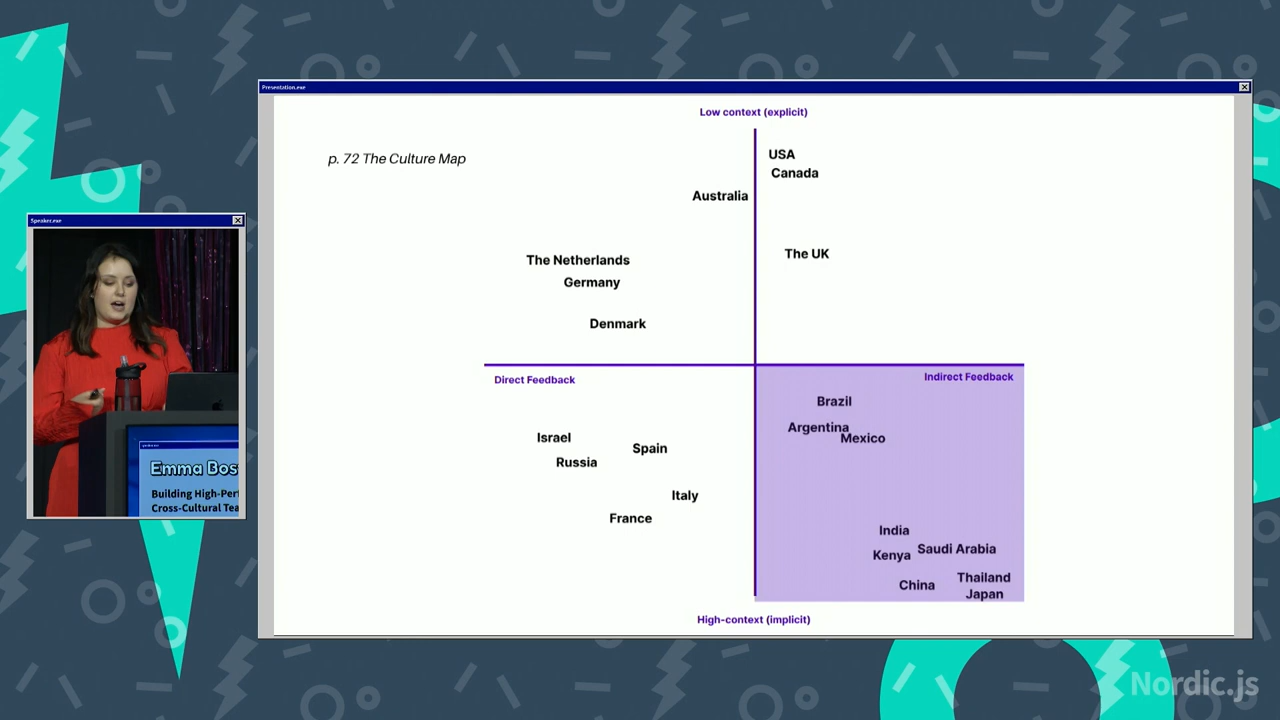 Presentation.exe
Low context (explicit)
p. 72 The Culture Map
USA
Canada
Australia
The UK
The Netherlands
Germany
Denmark
Direct Feedback
Indirect Feedback
Brazil
Argentina
Mexico
Israel
Spain
Russia
Italy
France
India
Saudi Arabia
Kenya
China
Thailand
Japan
High-context (implicit)
Speaker.exe
Emma Bos
Building High-Perf
Cross-Cultural Tea
Nordic.js